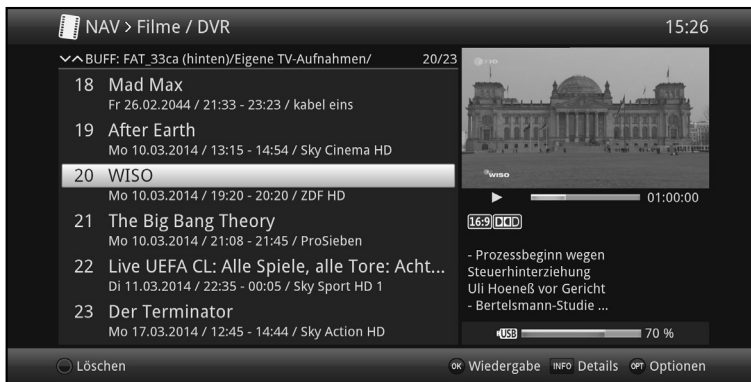 NAV > Filme / DVR
15:26
BUFF: FAT_33ca (hinten)/Eigene TV-Aufnahmen/ 20/23
18 Mad Max
Fr 26.02.2044 / 21:33 - 23:23 / kabel eins
19 After Earth
Mo 10.03.2014 / 13:15 - 14:54 / Sky Cinema HD
20 WISO
Mo 10.03.2014 / 19:20 - 20:20 / ZDF HD
21 The Big Bang Theory
Mo 10.03.2014 / 21:08 - 21:45 / ProSieben
22 Live UEFA CL: Alle Spiele, alle Tore: Acht...
Di 11.03.2014 / 22:35 - 00:05 / Sky Sport HD 1
23 Der Terminator
Mo 17.03.2014 / 12:45 - 14:44 / Sky Action HD
wiso
01:00:00
16:9 D
- Prozessbeginn wegen
Steuerhinterziehung
Uli Hoeneß vor Gericht
- Bertelsmann-Studie ...
USB 70 %
Löschen
OK Wiedergabe INFO Details OPT Optionen